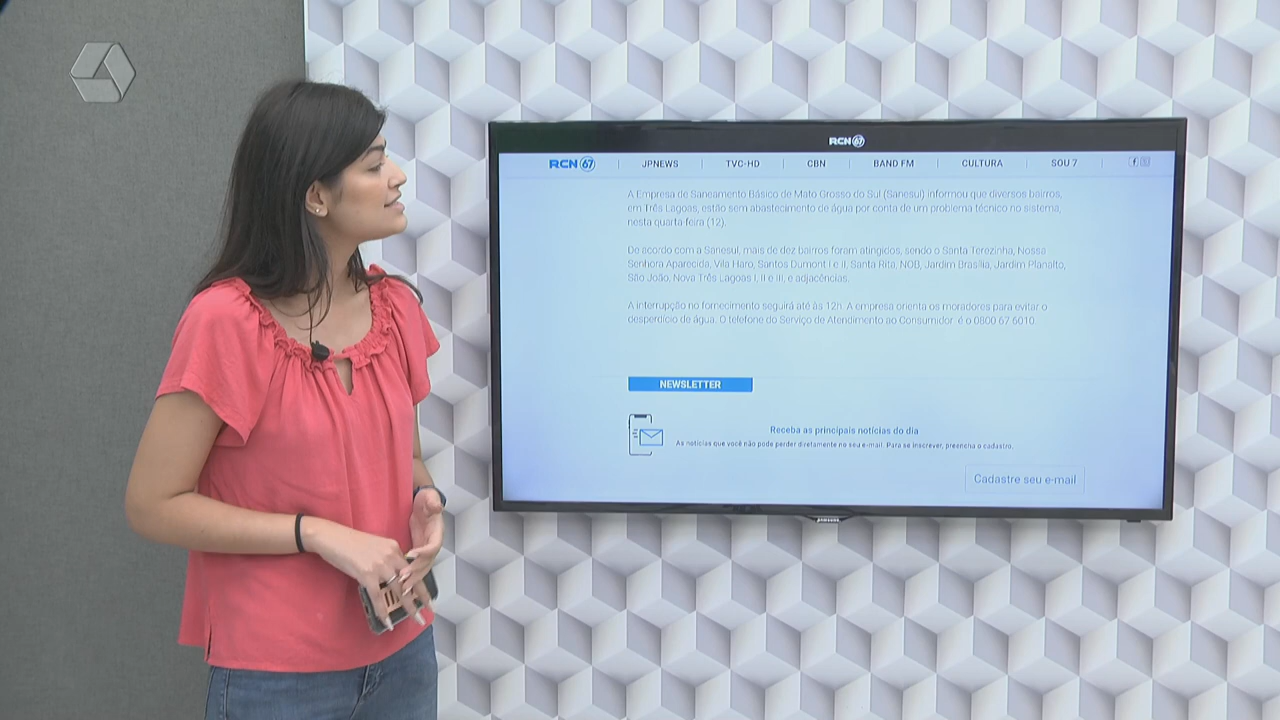 RCN 67
RCN 67 JPNEWS TVC-HD CBN BAND FM CULTURA SOU 7
A Empresa de Saneamento Básico de Mato Grosso do Sul (Sanesul) informou que diversos bairros,
em Três Lagoas, estão sem abastecimento de água por conta de um problema técnico no sistema,
nesta quarta-feira (12).
De acordo com a Sanesul, mais de dez bairros foram atingidos, sendo o Santa Terezinha, Nossa
Senhora Aparecida, Vila Haro, Santos Dumont I e II, Santa Rita, NOB, Jardim Brasília, Jardim Planalto,
São João, Nova Três Lagoas I, II e III, e adjacências.
A interrupção no fornecimento seguirá até às 12h. A empresa orienta os moradores para evitar o
desperdício de água. O telefone do Serviço de Atendimento ao Consumidor é o 0800 67 6010.
NEWSLETTER
Receba as principais notícias do dia
As notícias que você não pode perder diretamente no seu e-mail. Para se inscrever, preencha o cadastro.
Cadastre seu e-mail
SAMSUNG